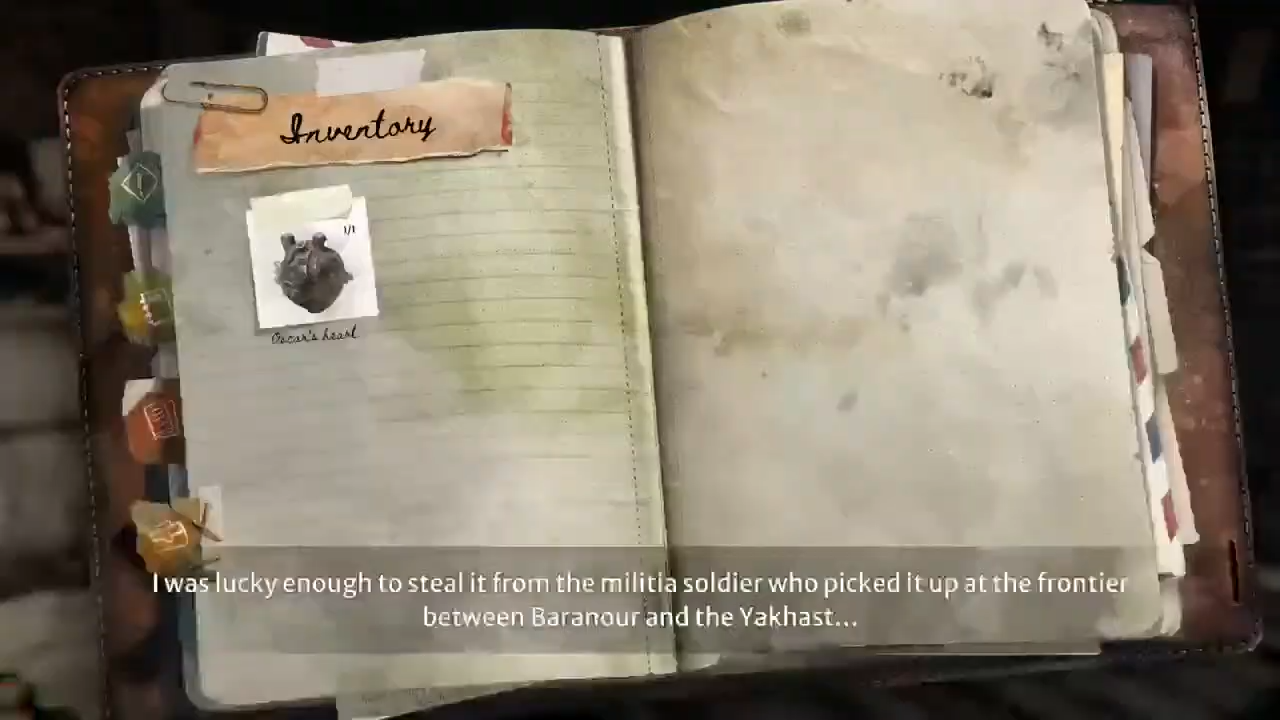 Inventory
1/1
Oscar's heart
I was lucky enough to steal it from the militia soldier who picked it up at the frontier
between Baranour and the Yakhast...